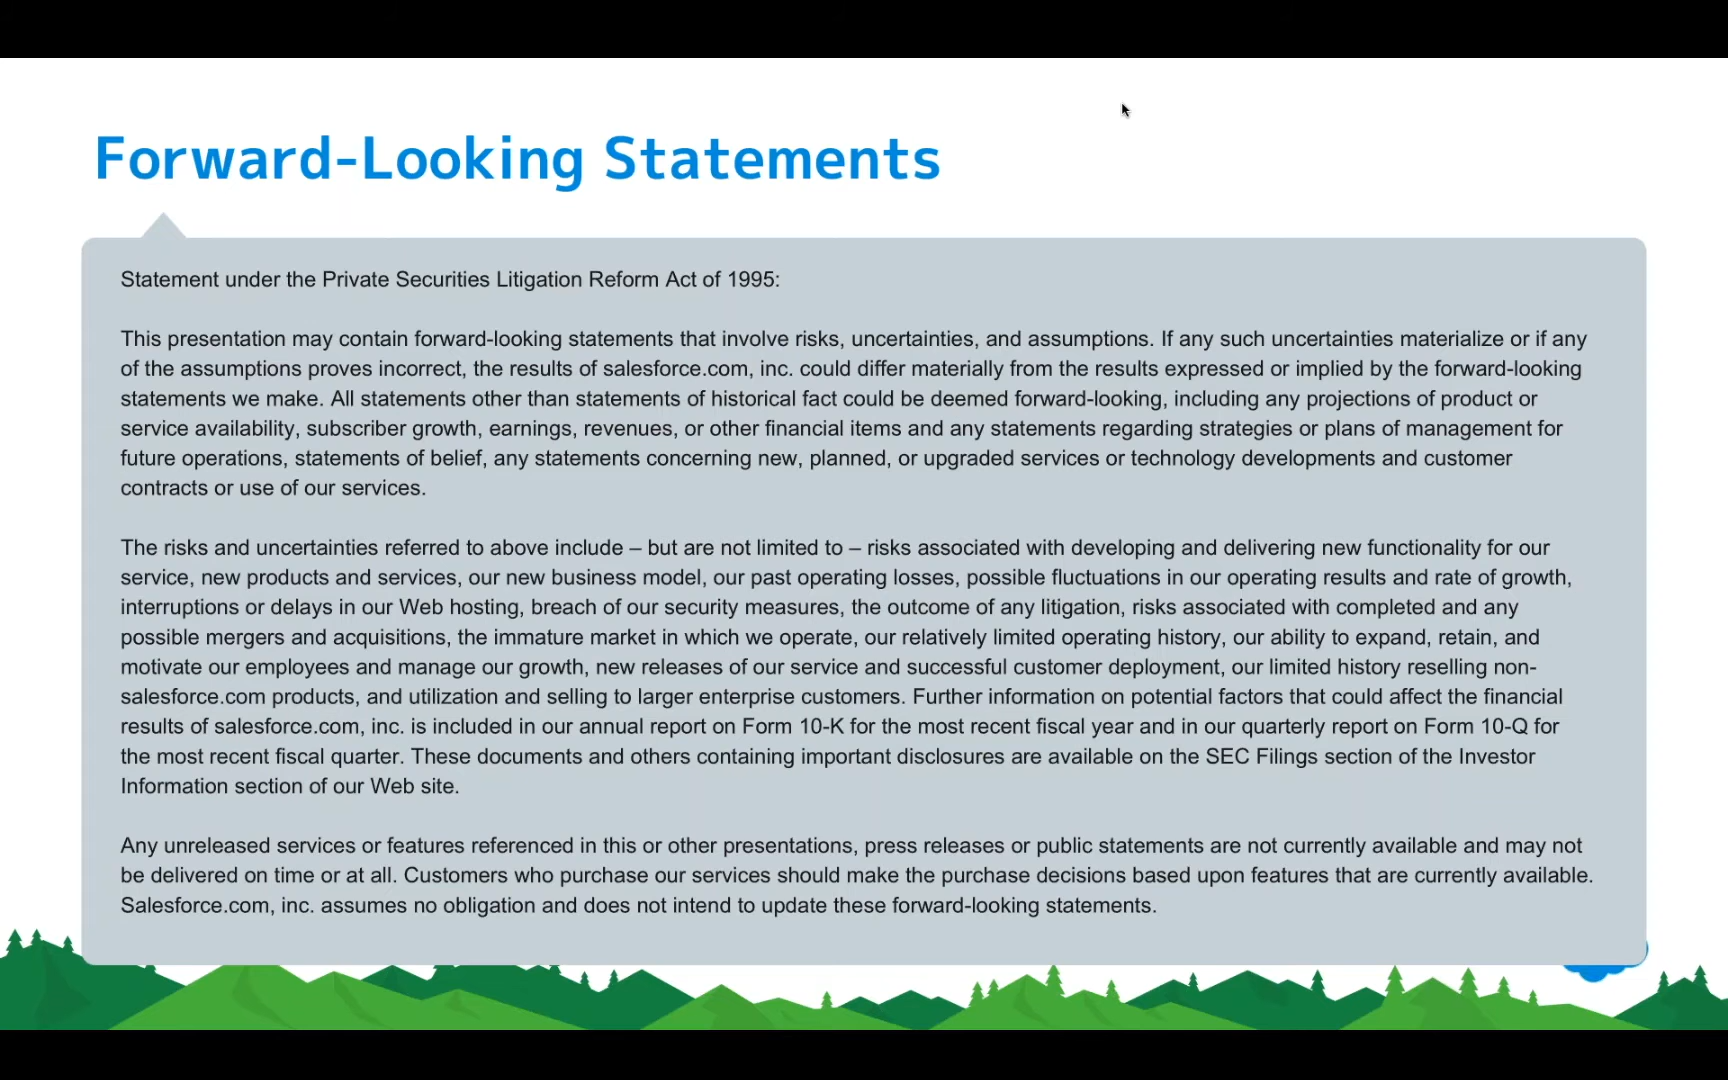 Forward-Looking Statements
Statement under the Private Securities Litigation Reform Act of 1995:
This presentation may contain forward-looking statements that involve risks, uncertainties, and assumptions. If any such uncertainties materialize or if any
of the assumptions proves incorrect, the results of salesforce.com, inc. could differ materially from the results expressed or implied by the forward-looking
statements we make. All statements other than statements of historical fact could be deemed forward-looking, including any projections of product or
service availability, subscriber growth, earnings, revenues, or other financial items and any statements regarding strategies or plans of management for
future operations, statements of belief, any statements concerning new, planned, or upgraded services or technology developments and customer
contracts or use of our services.
The risks and uncertainties referred to above include – but are not limited to – risks associated with developing and delivering new functionality for our
service, new products and services, our new business model, our past operating losses, possible fluctuations in our operating results and rate of growth,
interruptions or delays in our Web hosting, breach of our security measures, the outcome of any litigation, risks associated with completed and any
possible mergers and acquisitions, the immature market in which we operate, our relatively limited operating history, our ability to expand, retain, and
motivate our employees and manage our growth, new releases of our service and successful customer deployment, our limited history reselling non-
salesforce.com products, and utilization and selling to larger enterprise customers. Further information on potential factors that could affect the financial
results of salesforce.com, inc. is included in our annual report on Form 10-K for the most recent fiscal year and in our quarterly report on Form 10-Q for
the most recent fiscal quarter. These documents and others containing important disclosures are available on the SEC Filings section of the Investor
Information section of our Web site.
Any unreleased services or features referenced in this or other presentations, press releases or public statements are not currently available and may not
be delivered on time or at all. Customers who purchase our services should make the purchase decisions based upon features that are currently available.
Salesforce.com, inc. assumes no obligation and does not intend to update these forward-looking statements.